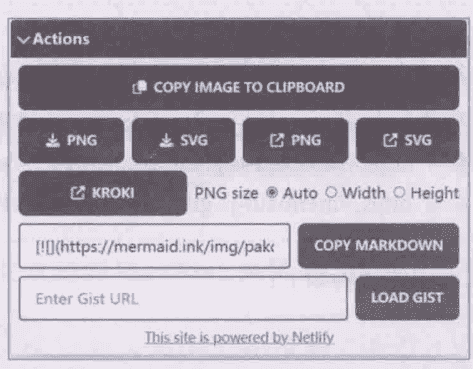 Actions
COPY IMAGE TO CLIPBOARD
PNG SVG PNG SVG
KROKI PNG size Auto Width Height
[![](https://mermaid.ink/img/pak COPY MARKDOWN
Enter Gist URL LOAD GIST
This site is powered by Netlify